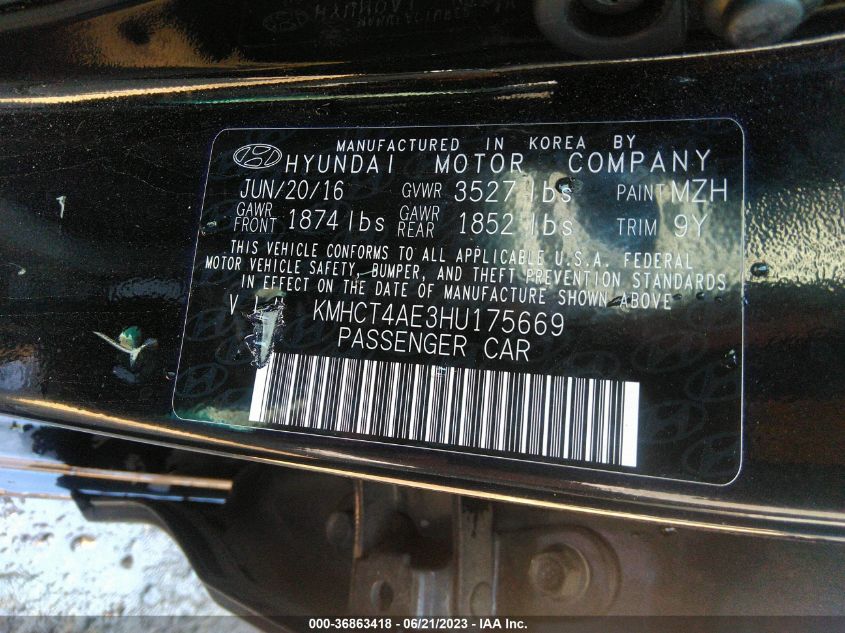 MANUFACTURED IN KOREA BY
HYUNDAI MOTOR COMPANY
JUN/20/16 GVWR 3527 lbs PAINT MZH
GAWR FRONT 1874 lbs GAWR REAR 1852 lbs TRIM 9Y
THIS VEHICLE CONFORMS TO ALL APPLICABLE U.S.A. FEDERAL
MOTOR VEHICLE SAFETY, BUMPER, AND THEFT PREVENTION STANDARDS
IN EFFECT ON THE DATE OF MANUFACTURE SHOWN ABOVE.
V KMHCT4AE3HU175669
PASSENGER CAR
000-36863418 - 06/21/2023 - IAA Inc.